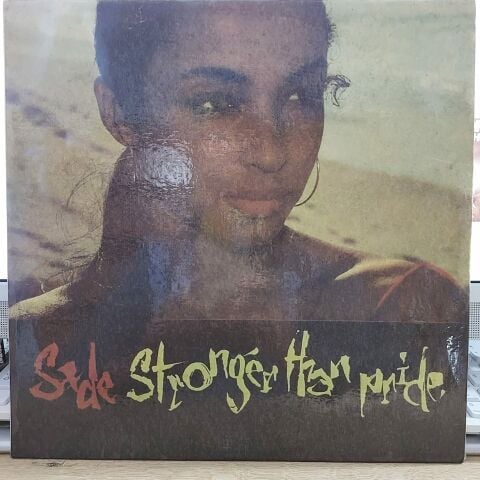 Sade Stronger than pride.